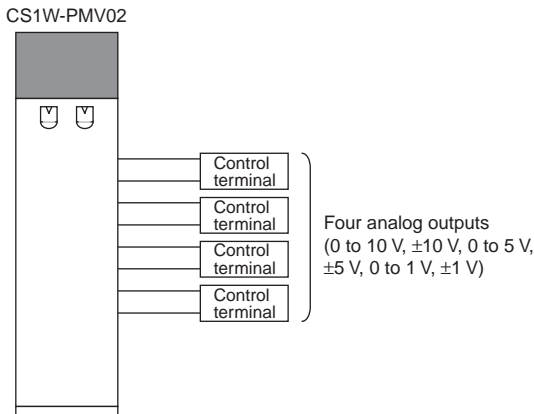 CS1W-PMV02
Control
terminal
Control
terminal
Control
terminal
Control
terminal
Four analog outputs
(0 to 10 V, ±10 V, 0 to 5 V,
±5 V, 0 to 1 V, ±1 V)